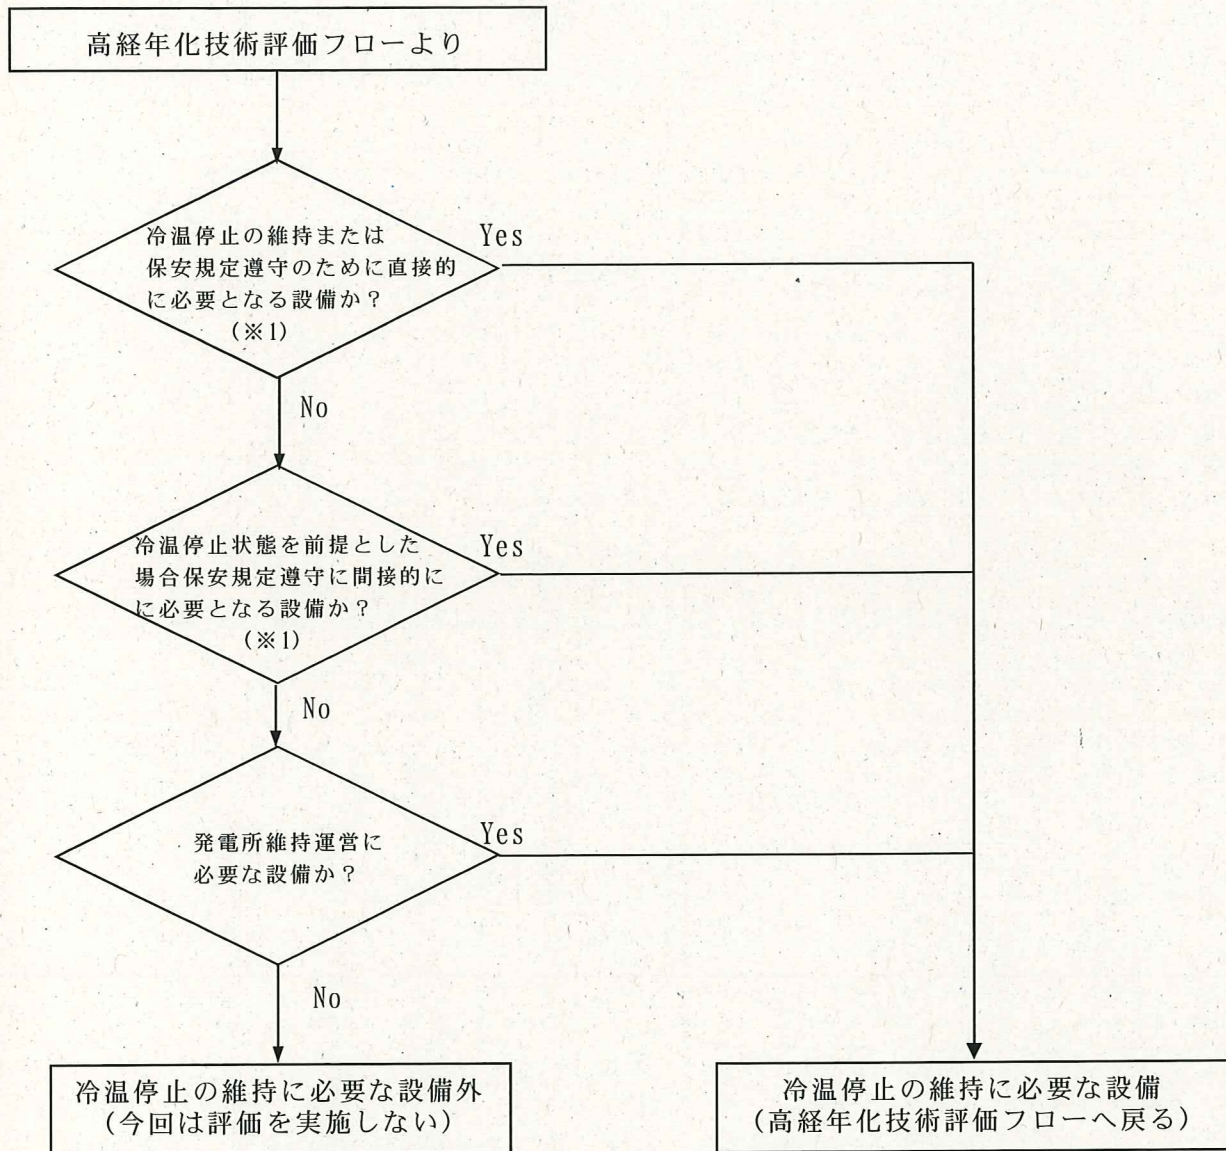 高経年化技術評価フローより
冷温停止の維持または
保安規定遵守のために直接的
に必要となる設備か？
(※1)
Yes
No
冷温停止状態を前提とした
場合保安規定遵守に間接的に
に必要となる設備か？
(※1)
Yes
No
発電所維持運営に
必要な設備か？
Yes
No
冷温停止の維持に必要な設備外
(今回は評価を実施しない)
冷温停止の維持に必要な設備
(高経年化技術評価フローへ戻る)